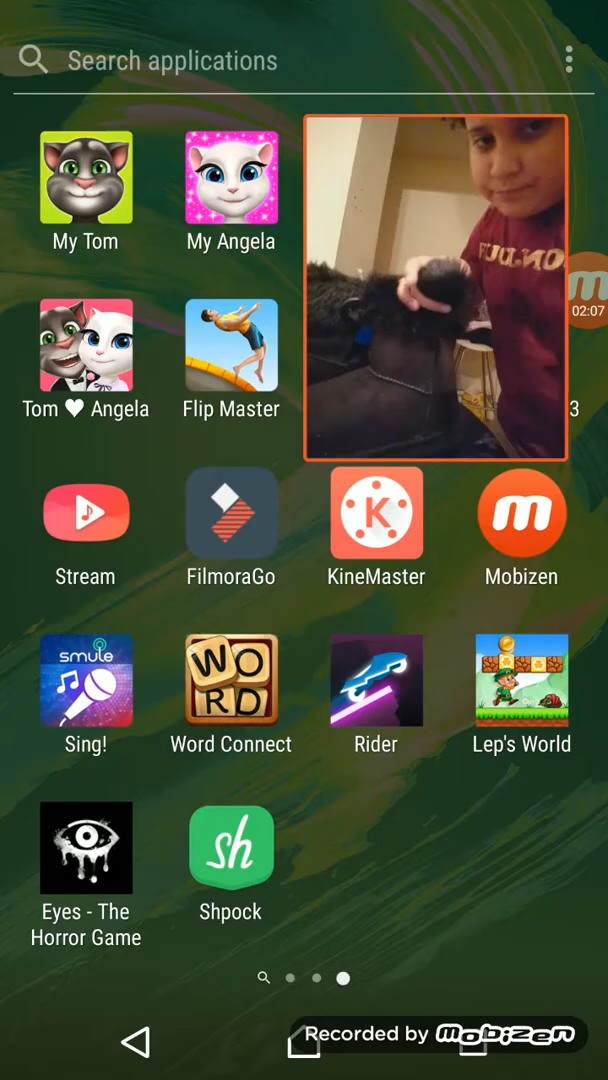 Search applications
My Tom
My Angela
02:07
Tom ♥ Angela
Flip Master
3
Stream
FilmoraGo
K
KineMaster
m
Mobizen
smule
Sing!
WO
RD
Word Connect
Rider
Lep's World
Eyes - The
Horror Game
sh
Shpock
Recorded by mobizen